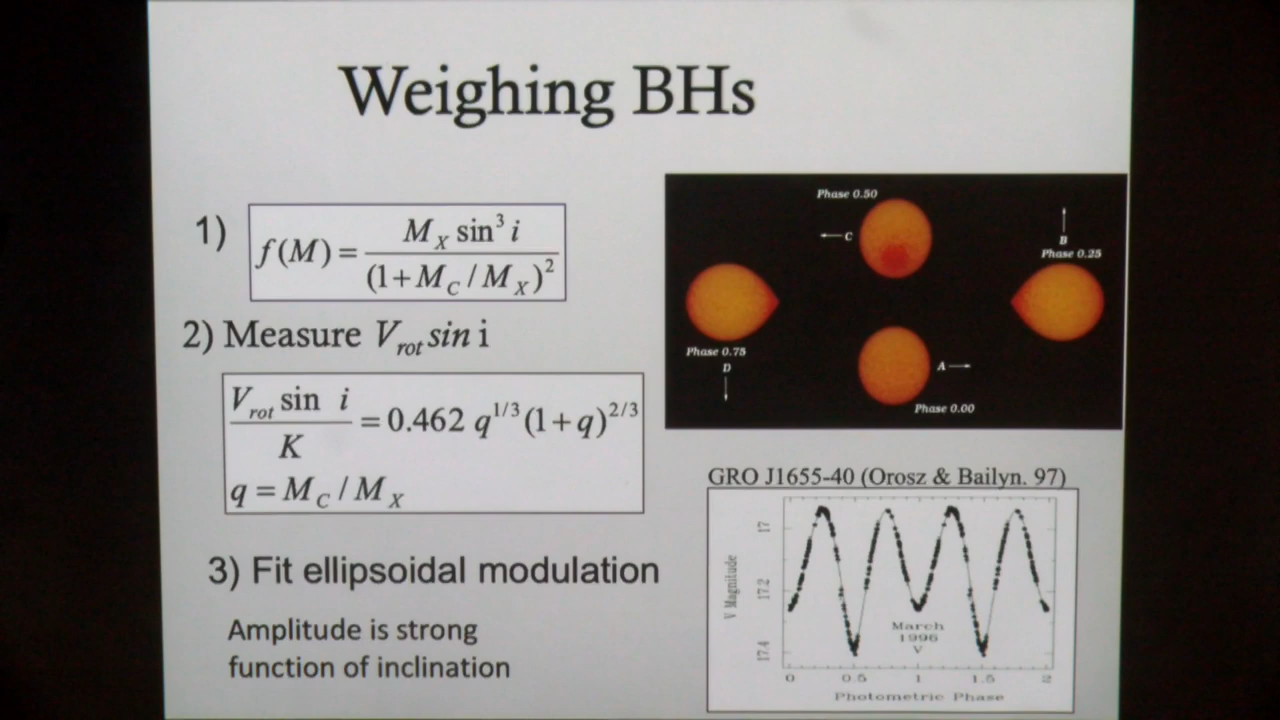 Weighing BHs
1) f(M) = M_X sin³ i / (1+M_C / M_X)²
2) Measure V_rot sin i
V_rot sin i / K = 0.462 q^1/3 (1+q)^2/3
q = M_C / M_X
3) Fit ellipsoidal modulation
Amplitude is strong
function of inclination
Phase 0.50
C
B
Phase 0.25
Phase 0.75
D
A
Phase 0.00
GRO J1655-40 (Orosz & Bailyn. 97)
V Magnitude
17
17.2
17.4
March
1996
V
0 0.5 1 1.5 2
Photometric Phase